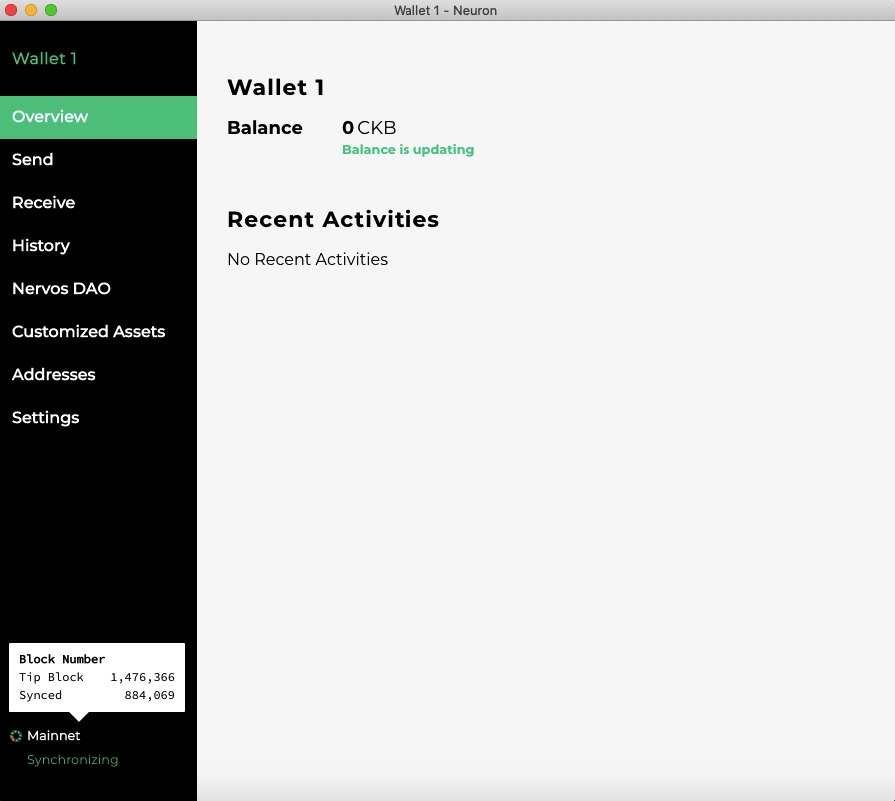 Wallet 1 - Neuron
Wallet 1
Overview
Send
Receive
History
Nervos DAO
Customized Assets
Addresses
Settings
Block Number
Tip Block 1,476,366
Synced 884,069
Mainnet
Synchronizing
Wallet 1
Balance 0 CKB
Balance is updating
Recent Activities
No Recent Activities